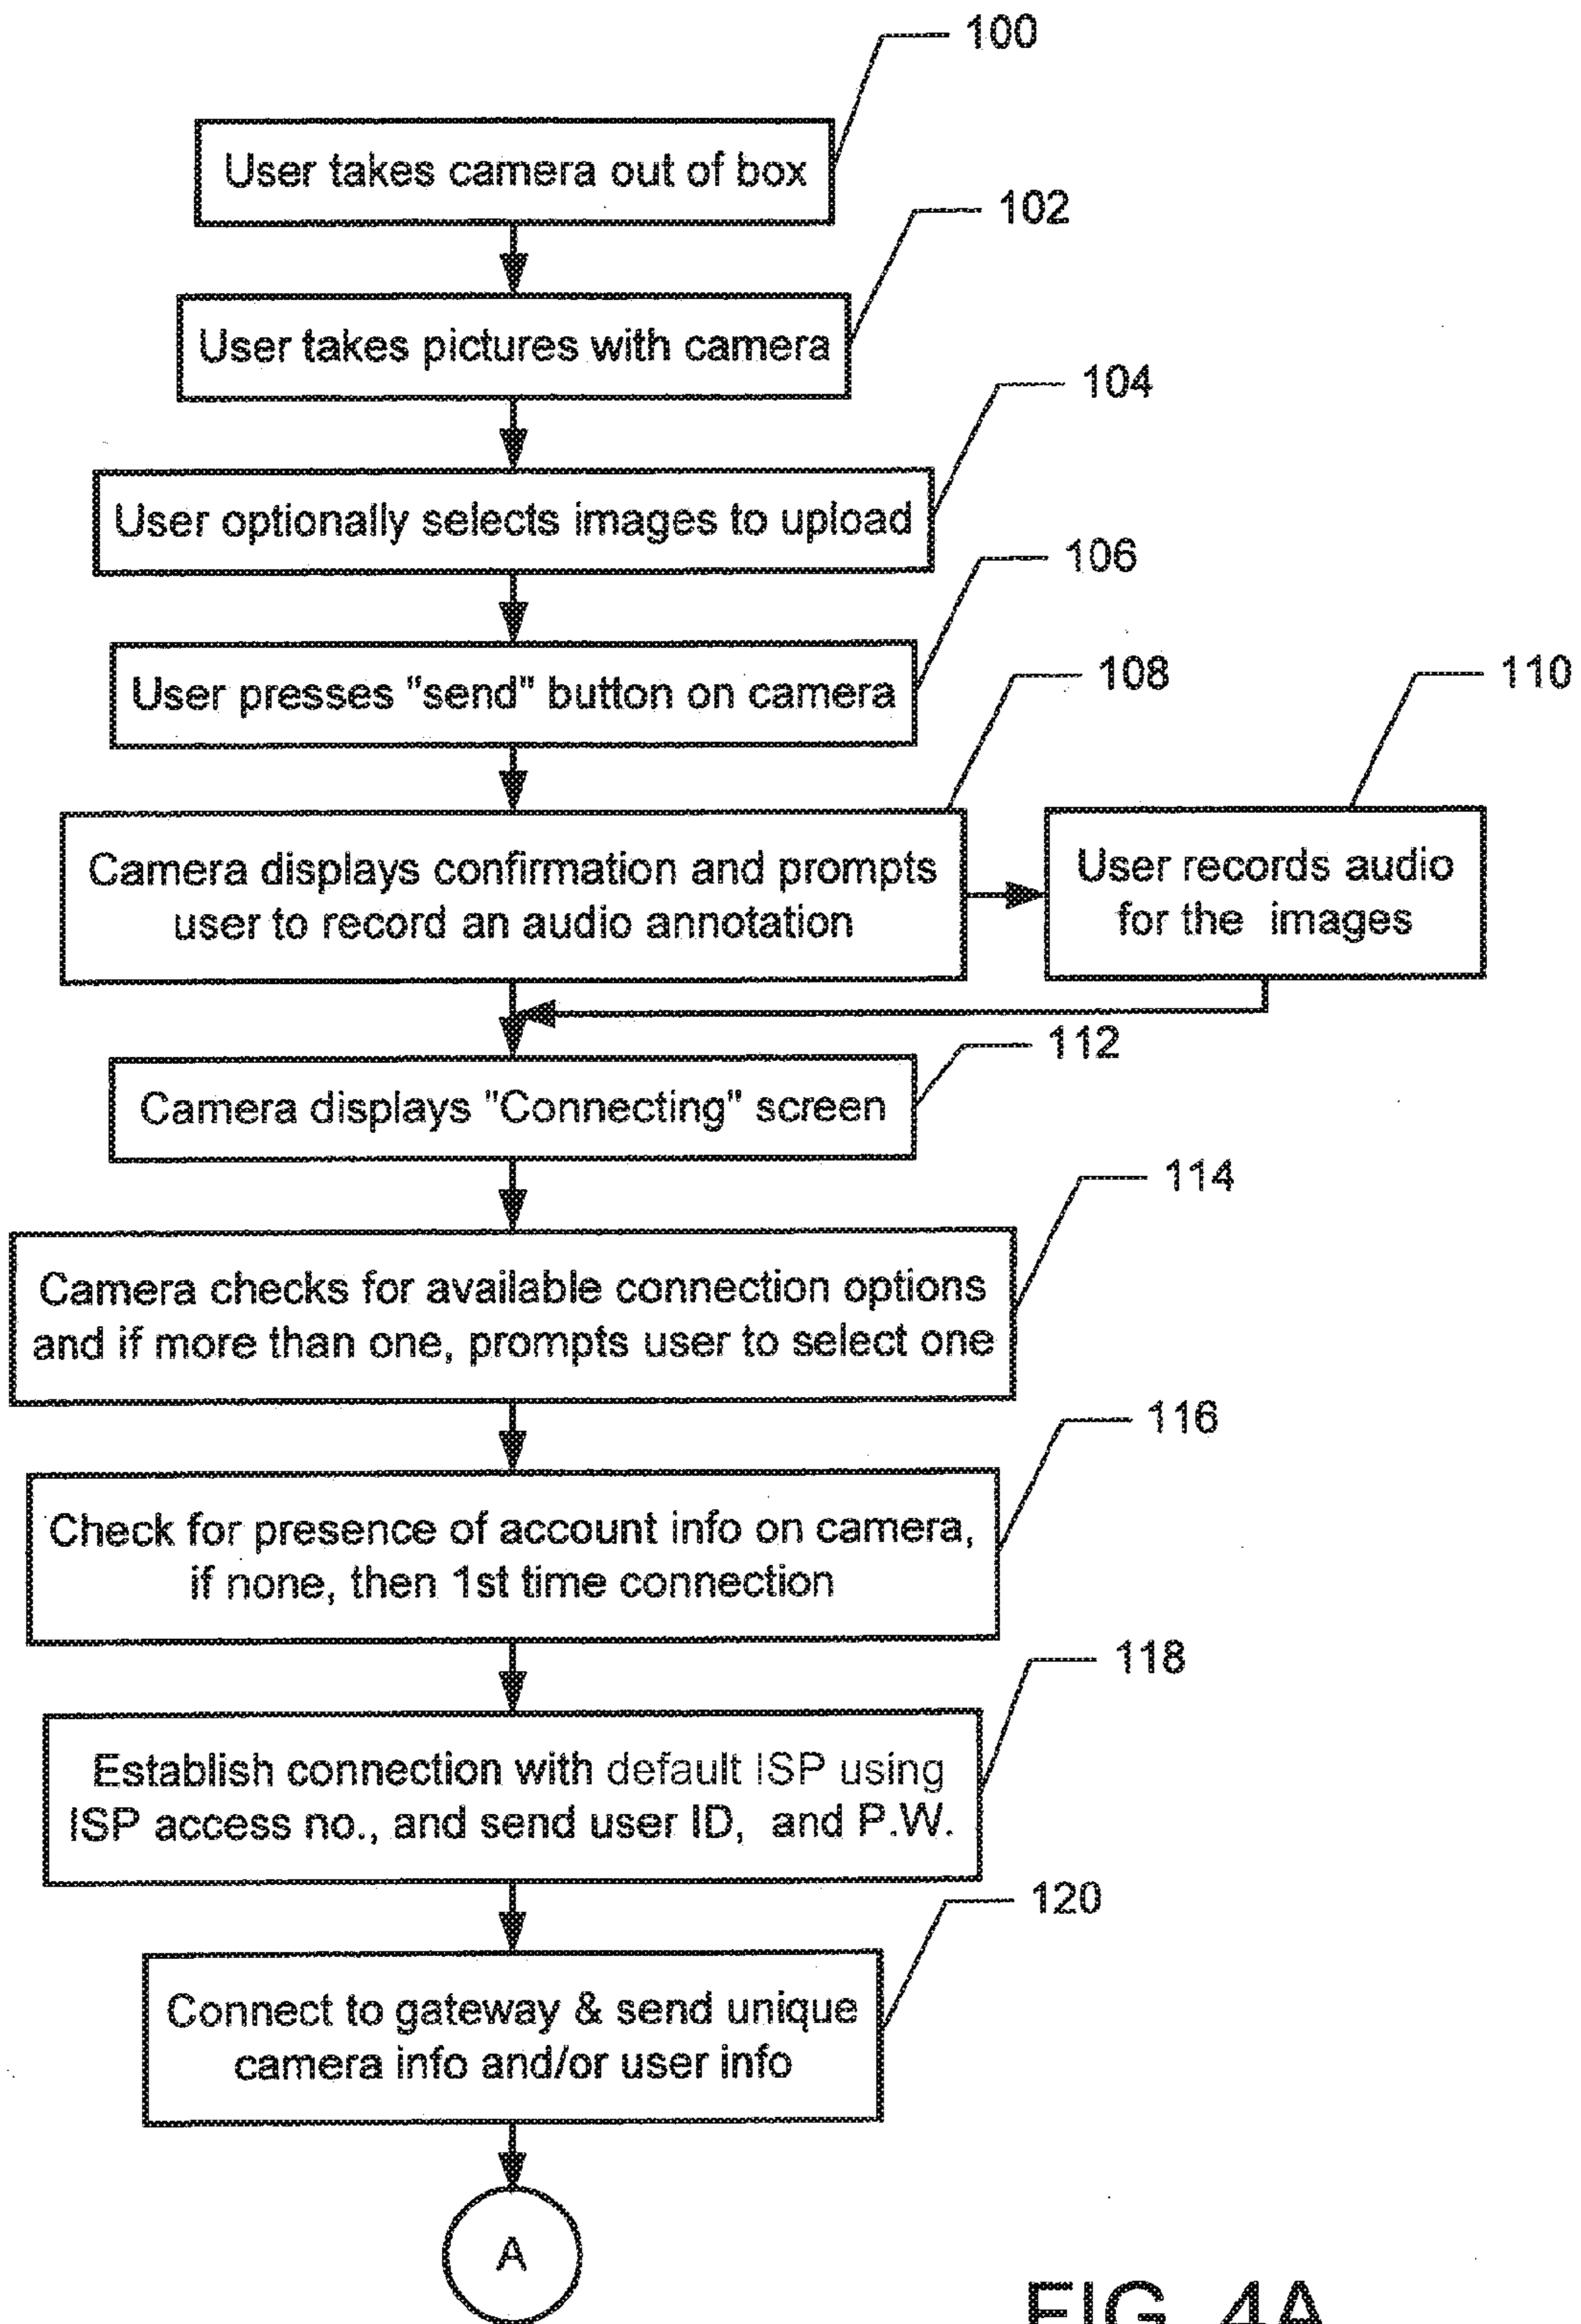 100
User takes camera out of box
102
User takes pictures with camera
104
User optionally selects images to upload
106
User presses "send" button on camera
108
110
Camera displays confirmation and prompts
user to record an audio annotation
User records audio
for the  images
112
Camera displays "Connecting" screen
114
Camera checks for available connection options
and if more than one, prompts user to select one
116
Check for presence of account info on camera,
if none, then 1st time connection
118
Establish connection with default ISP using
ISP access no., and send user ID,  and P.W.
120
Connect to gateway & send unique
camera info and/or user info
A
FIG. 4A